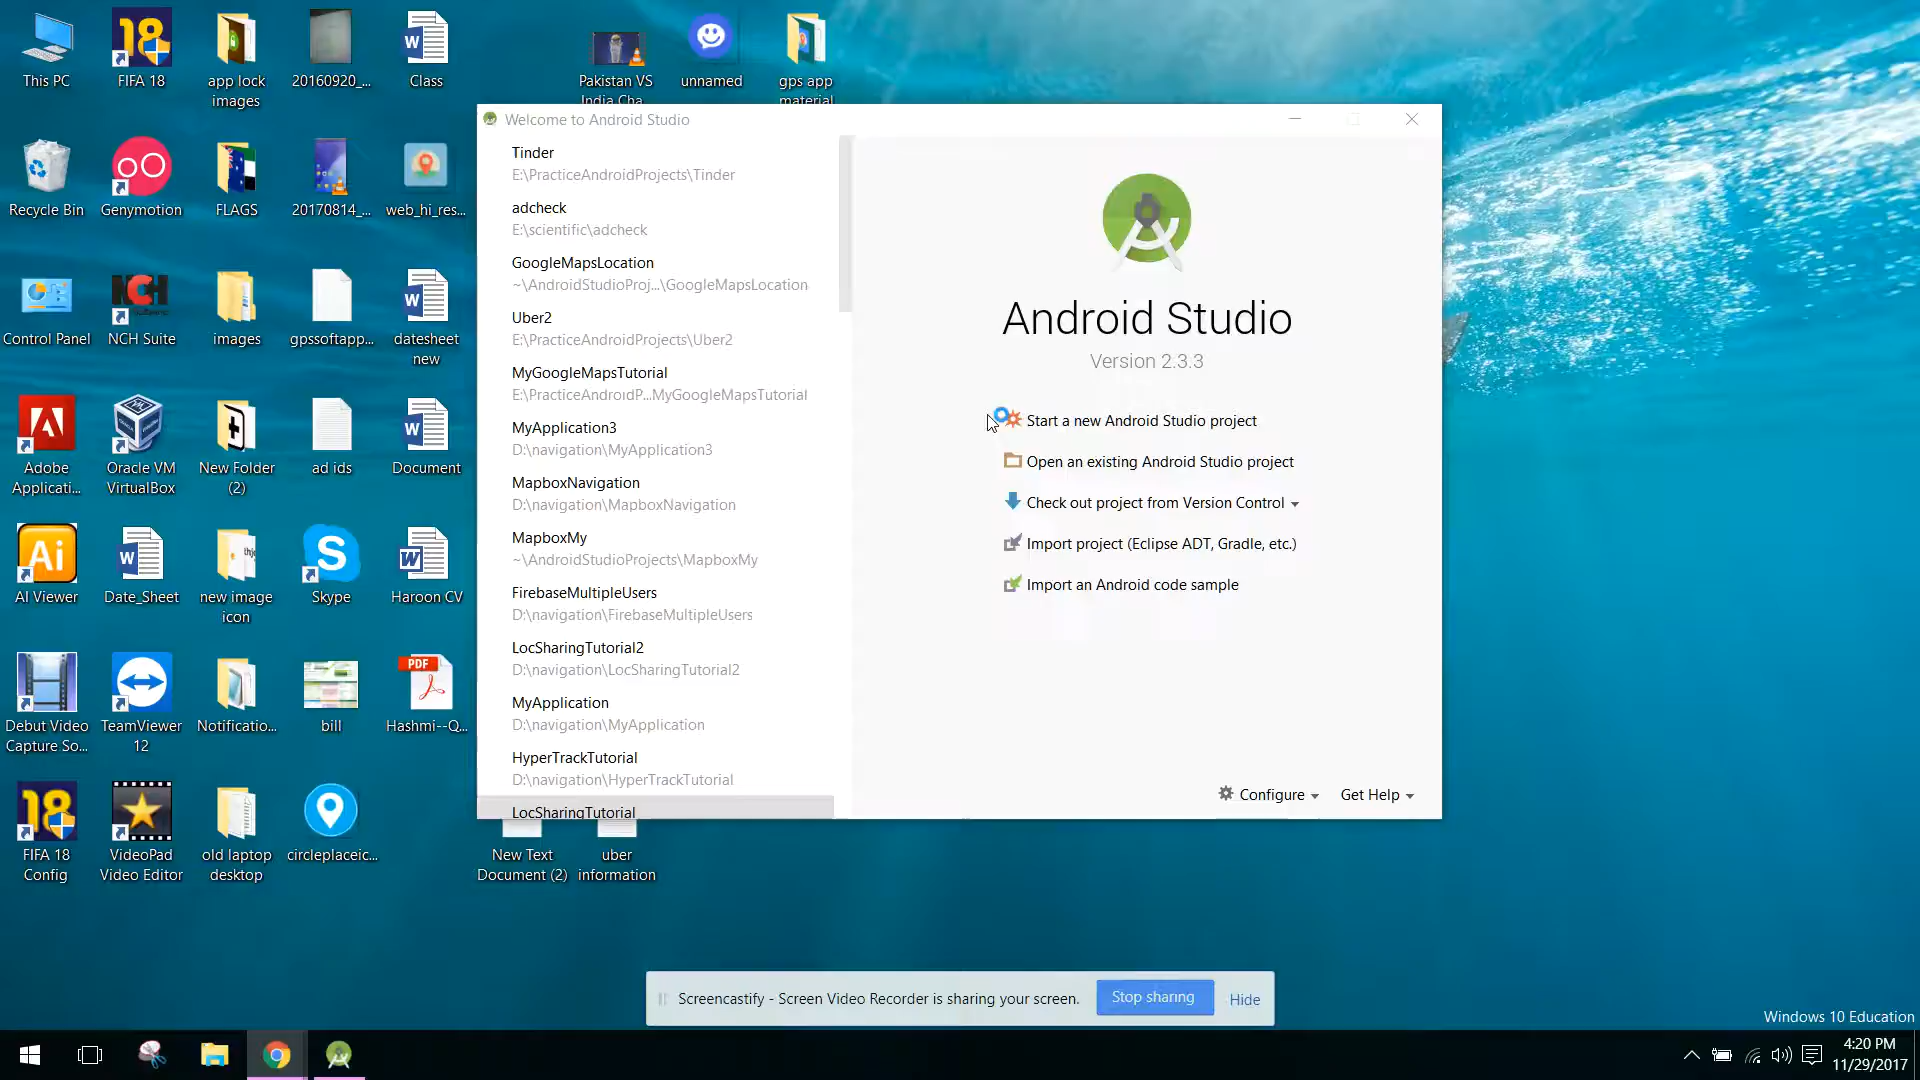 This PC
FIFA 18
app lock
images
20160920_...
Class
Pakistan VS
India Cha...
unnamed
gps app
material
Recycle Bin
Genymotion
FLAGS
20170814_...
web_hi_res...
Control Panel
NCH Suite
images
gpssoftapp...
datesheet
new
Adobe
Applicati...
Oracle VM
VirtualBox
New Folder
(2)
ad ids
Document
AI Viewer
Date_Sheet
new image
icon
Skype
Haroon CV
Debut Video
Capture So...
TeamViewer
12
Notificatio...
bill
Hashmi--Q...
FIFA 18
Config
VideoPad
Video Editor
old laptop
desktop
circleplaceic...
New Text
Document (2)
uber
information
Welcome to Android Studio
Tinder
E:\PracticeAndroidProjects\Tinder
adcheck
E:\scientific\adcheck
GoogleMapsLocation
~\AndroidStudioProj...\GoogleMapsLocation
Uber2
E:\PracticeAndroidProjects\Uber2
MyGoogleMapsTutorial
E:\PracticeAndroidP...MyGoogleMapsTutorial
MyApplication3
D:\navigation\MyApplication3
MapboxNavigation
D:\navigation\MapboxNavigation
MapboxMy
~\AndroidStudioProjects\MapboxMy
FirebaseMultipleUsers
D:\navigation\FirebaseMultipleUsers
LocSharingTutorial2
D:\navigation\LocSharingTutorial2
MyApplication
D:\navigation\MyApplication
HyperTrackTutorial
D:\navigation\HyperTrackTutorial
LocSharingTutorial
Android Studio
Version 2.3.3
Start a new Android Studio project
Open an existing Android Studio project
Check out project from Version Control
Import project (Eclipse ADT, Gradle, etc.)
Import an Android code sample
Configure
Get Help
Screencastify - Screen Video Recorder is sharing your screen.
Stop sharing
Hide
Windows 10 Education
4:20 PM
11/29/2017